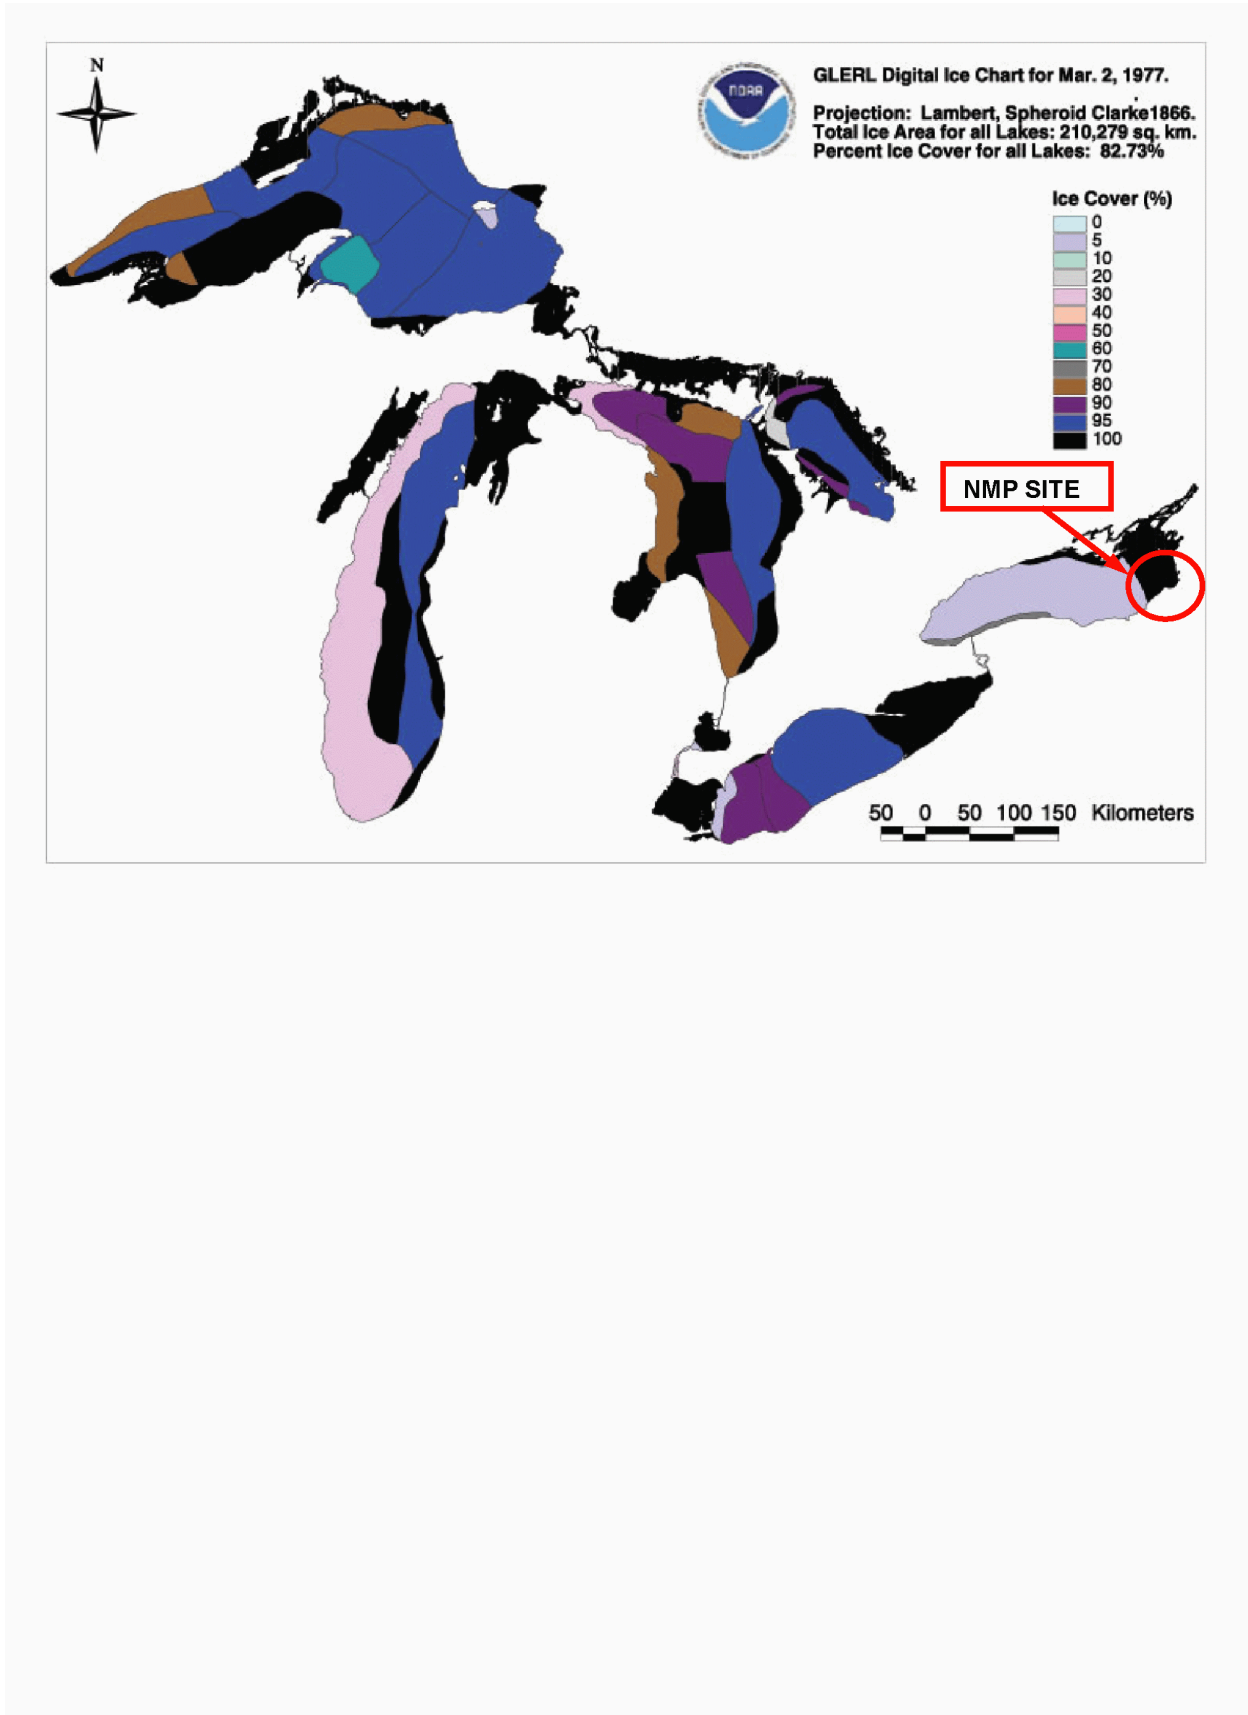 N
NOAA
GLERL Digital Ice Chart for Mar. 2, 1977.
Projection: Lambert, Spheroid Clarke1866.
Total Ice Area for all Lakes: 210,279 sq. km.
Percent Ice Cover for all Lakes: 82.73%
Ice Cover (%)
0
5
10
20
30
40
50
60
70
80
90
95
100
NMP SITE
50 0 50 100 150 Kilometers